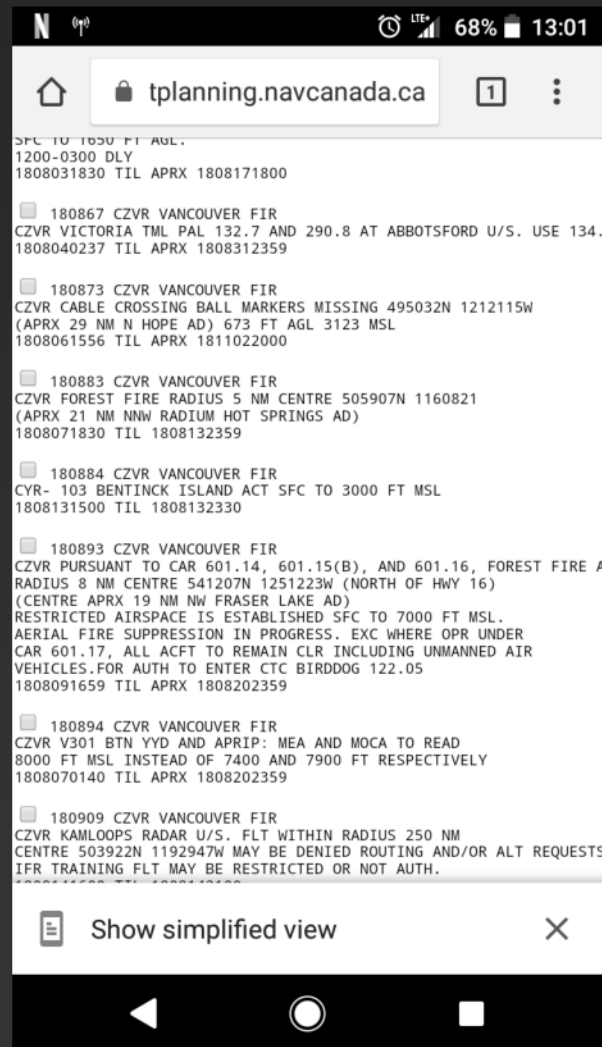 N LTE+ 68% 13:01
tplanning.navcanada.ca 1
SFC TO 1650 FT AGL.
1200-0300 DLY
1808031830 TIL APRX 1808171800
180867 CZVR VANCOUVER FIR
CZVR VICTORIA TML PAL 132.7 AND 290.8 AT ABBOTSFORD U/S. USE 134.
1808040237 TIL APRX 1808312359
180873 CZVR VANCOUVER FIR
CZVR CABLE CROSSING BALL MARKERS MISSING 495032N 1212115W
(APRX 29 NM N HOPE AD) 673 FT AGL 3123 MSL
1808061556 TIL APRX 1811022000
180883 CZVR VANCOUVER FIR
CZVR FOREST FIRE RADIUS 5 NM CENTRE 505907N 1160821
(APRX 21 NM NNW RADIUM HOT SPRINGS AD)
1808071830 TIL 1808132359
180884 CZVR VANCOUVER FIR
CYR- 103 BENTINCK ISLAND ACT SFC TO 3000 FT MSL
1808131500 TIL 1808132330
180893 CZVR VANCOUVER FIR
CZVR PURSUANT TO CAR 601.14, 601.15(B), AND 601.16, FOREST FIRE A
RADIUS 8 NM CENTRE 541207N 1251223W (NORTH OF HWY 16)
(CENTRE APRX 19 NM NW FRASER LAKE AD)
RESTRICTED AIRSPACE IS ESTABLISHED SFC TO 7000 FT MSL.
AERIAL FIRE SUPPRESSION IN PROGRESS. EXC WHERE OPR UNDER
CAR 601.17, ALL ACFT TO REMAIN CLR INCLUDING UNMANNED AIR
VEHICLES.FOR AUTH TO ENTER CTC BIRDDOG 122.05
1808091659 TIL APRX 1808202359
180894 CZVR VANCOUVER FIR
CZVR V301 BTN YYD AND APRIP: MEA AND MOCA TO READ
8000 FT MSL INSTEAD OF 7400 AND 7900 FT RESPECTIVELY
1808070140 TIL APRX 1808202359
180909 CZVR VANCOUVER FIR
CZVR KAMLOOPS RADAR U/S. FLT WITHIN RADIUS 250 NM
CENTRE 503922N 1192947W MAY BE DENIED ROUTING AND/OR ALT REQUESTS
IFR TRAINING FLT MAY BE RESTRICTED OR NOT AUTH.
Show simplified view